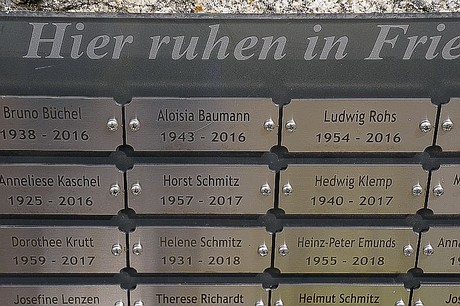 Hier ruhen in Frie
Bruno Büchel
1938 - 2016
Aloisia Baumann
1943 - 2016
Ludwig Rohs
1954 - 2016
Anneliese Kaschel
1925 - 2016
Horst Schmitz
1957 - 2017
Hedwig Klemp
1940 - 2017
Dorothee Krutt
1959 - 2017
Helene Schmitz
1931 - 2018
Heinz-Peter Emunds
1955 - 2018
Josefine Lenzen
Therese Richardt
Helmut Schmitz